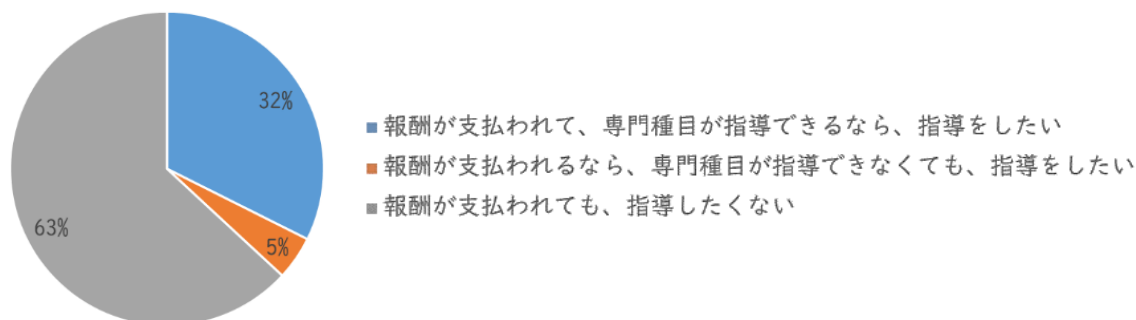 32%
5%
63%
報酬が支払われて、専門種目が指導できるなら、指導をしたい
報酬が支払われるなら、専門種目が指導できなくても、指導をしたい
報酬が支払われても、指導したくない